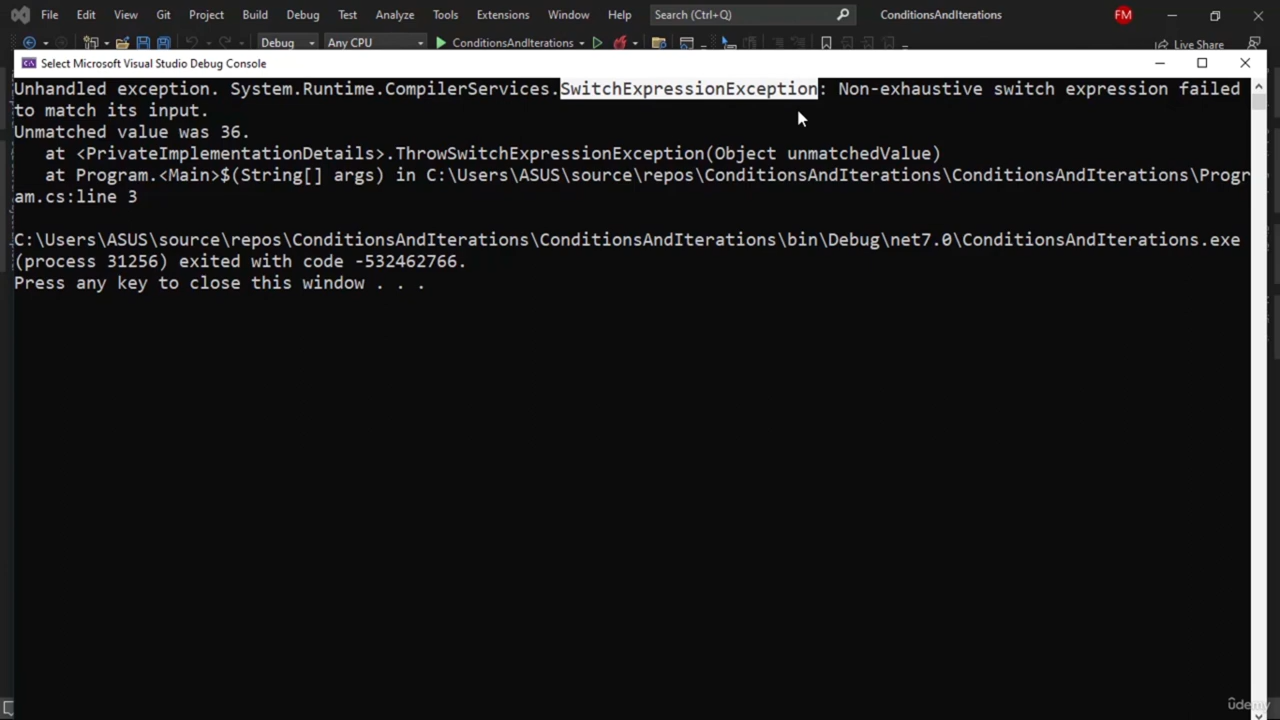 File Edit View Git Project Build Debug Test Analyze Tools Extensions Window Help Search (Ctrl+Q) ConditionsAndIterations FM
Debug Any CPU ConditionsAndIterations Live Share
C:\ Select Microsoft Visual Studio Debug Console
Unhandled exception. System.Runtime.CompilerServices.SwitchExpressionException: Non-exhaustive switch expression failed
to match its input.
Unmatched value was 36.
at <PrivateImplementationDetails>.ThrowSwitchExpressionException(Object unmatchedValue)
at Program.<Main>$(String[] args) in C:\Users\ASUS\source\repos\ConditionsAndIterations\ConditionsAndIterations\Progr
am.cs:line 3
C:\Users\ASUS\source\repos\ConditionsAndIterations\ConditionsAndIterations\bin\Debug\net7.0\ConditionsAndIterations.exe
(process 31256) exited with code -532462766.
Press any key to close this window . . .
ûdemy